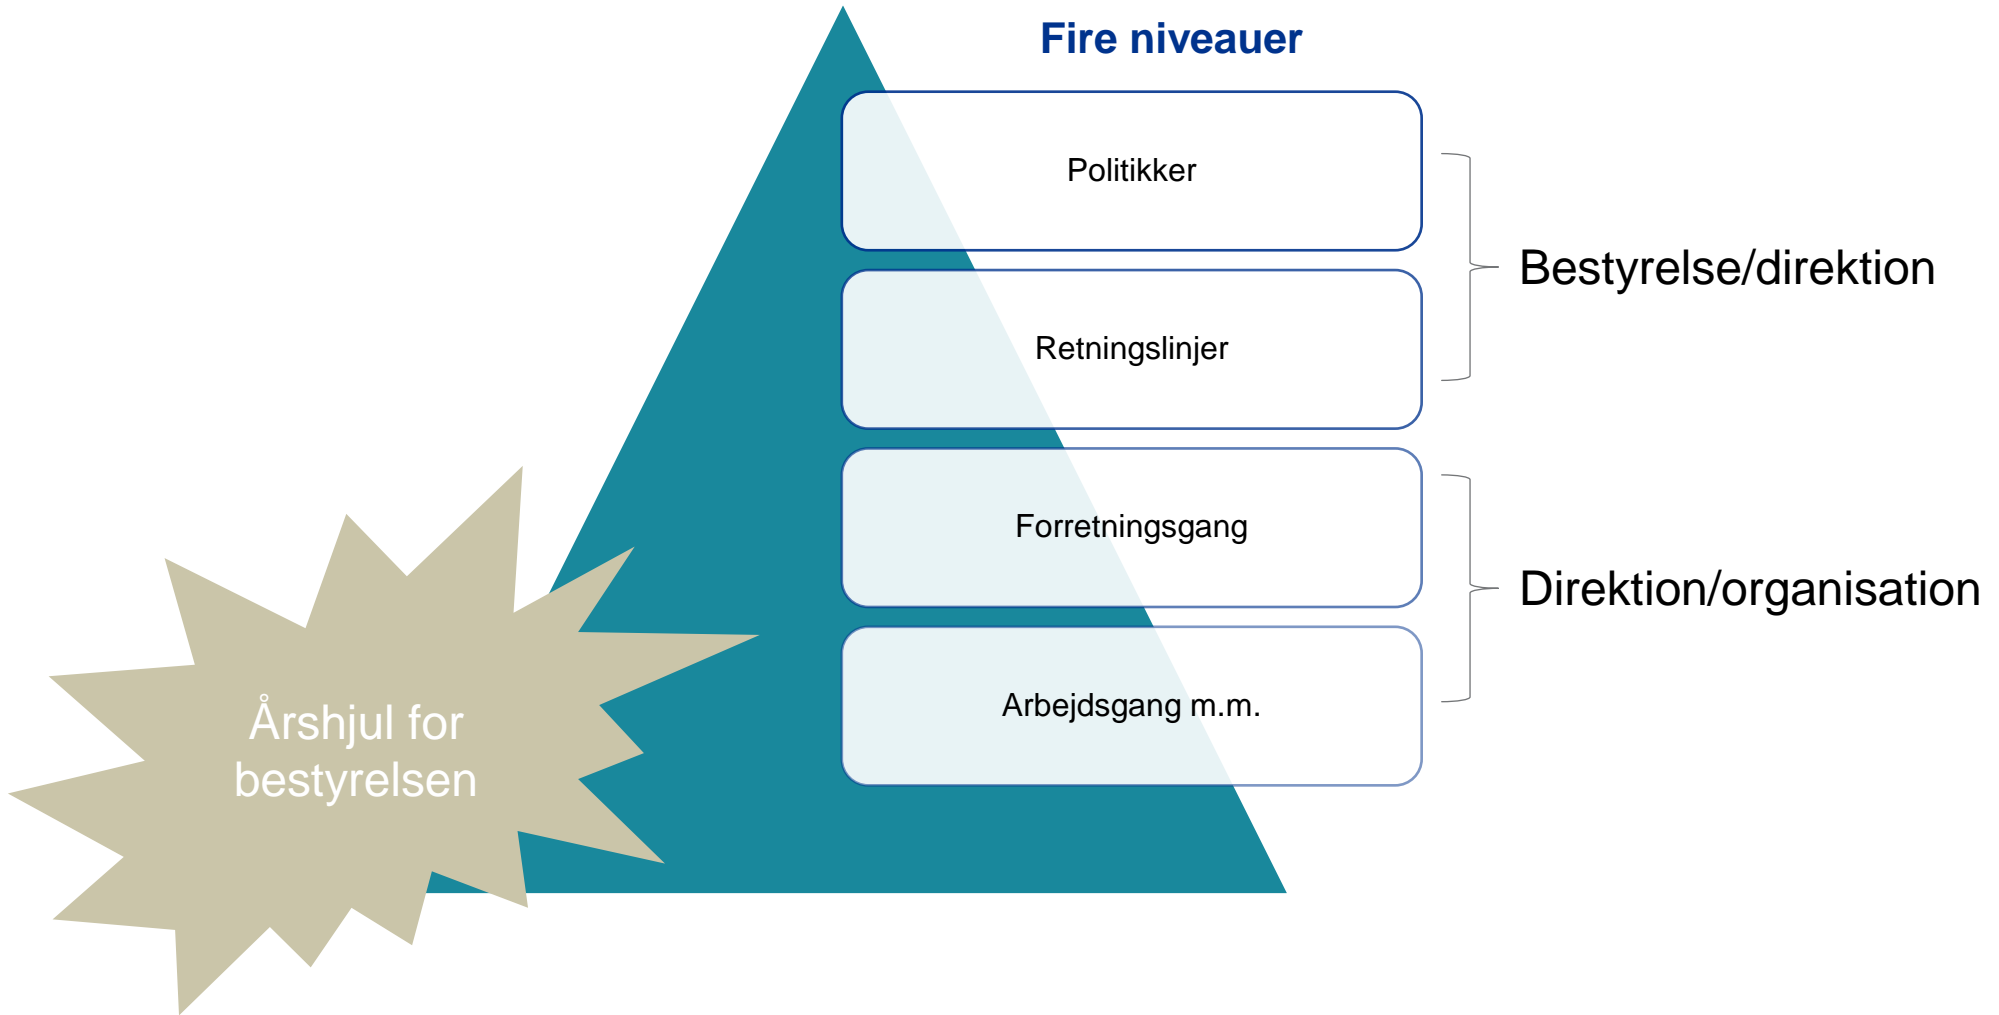 Fire niveauer
Politikker
Retningslinjer
Bestyrelse/direktion
Forretningsgang
Arbejdsgang m.m.
Direktion/organisation
Årshjul for
bestyrelsen